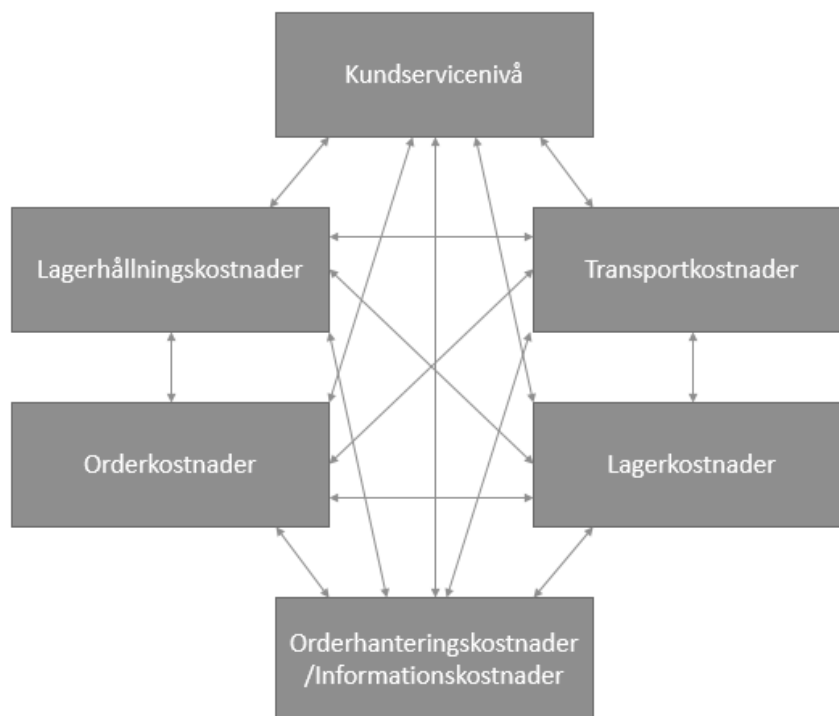 Kundservicenivå
Lagerhållningskostnader
Transportkostnader
Orderkostnader
Lagerkostnader
Orderhanteringskostnader
/Informationskostnader